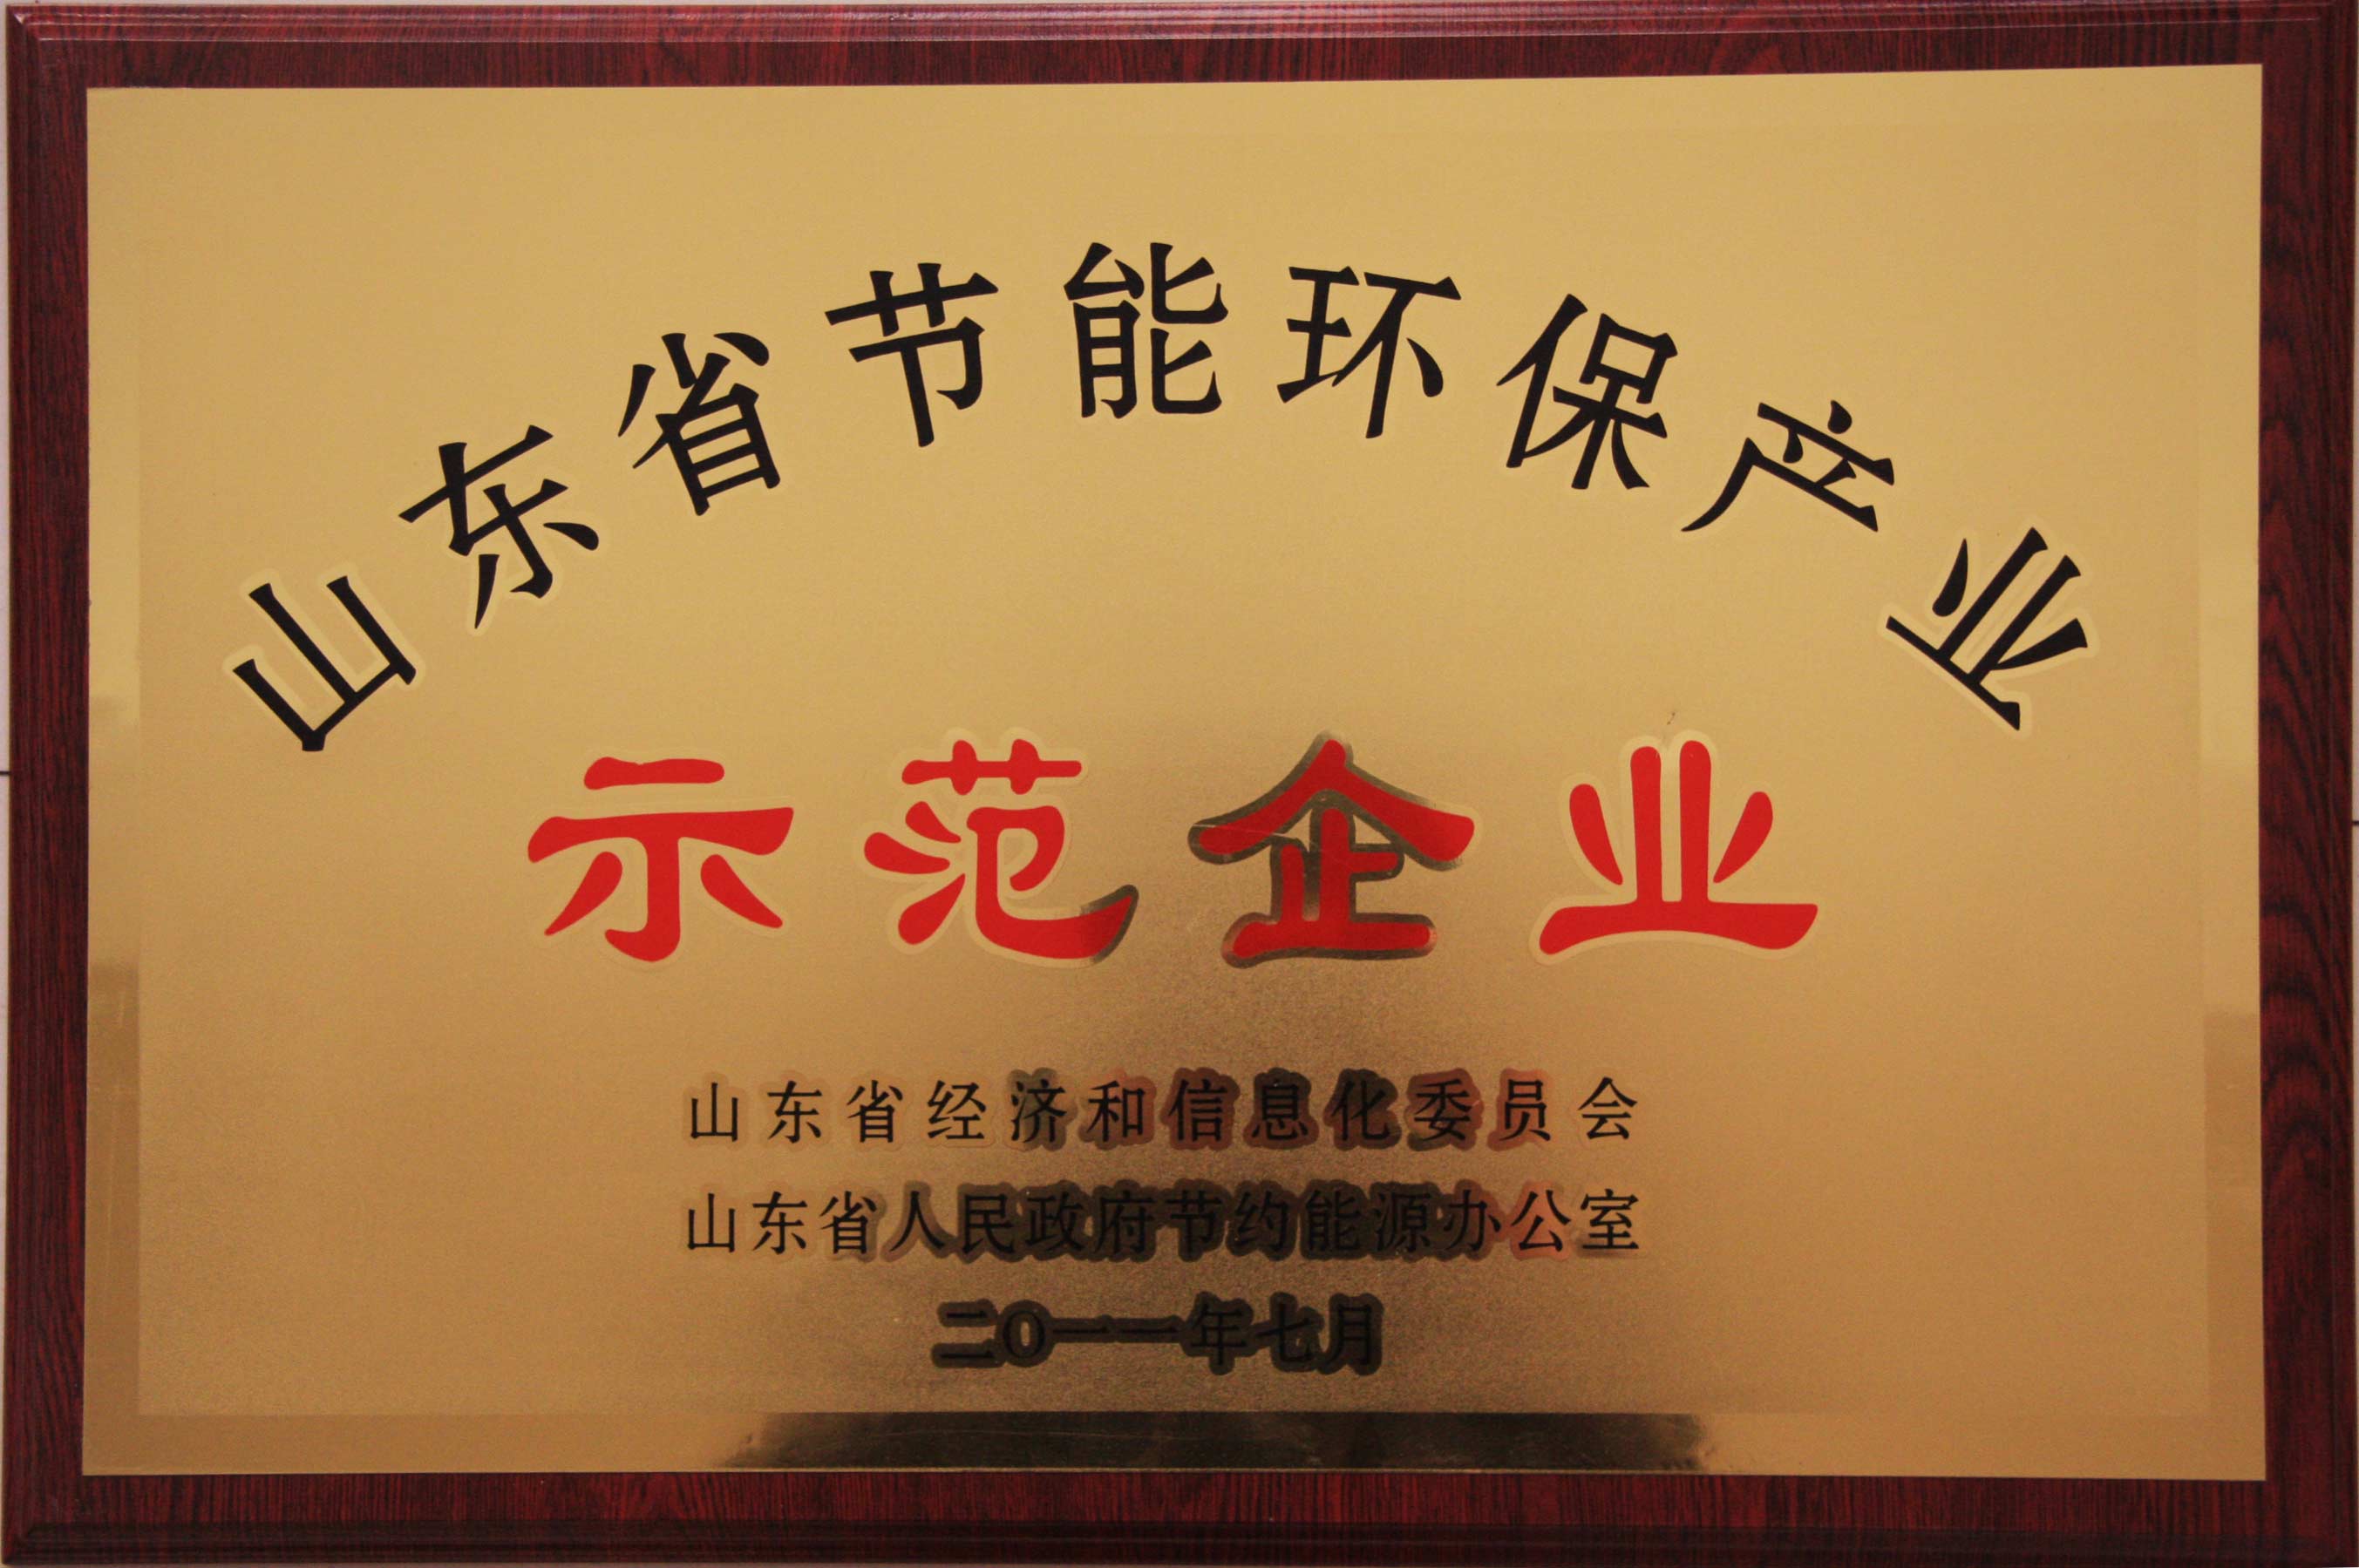 山东省节能环保产业
示范企业
山东省经济和信息化委员会
山东省人民政府节约能源办公室
二〇一一年七月